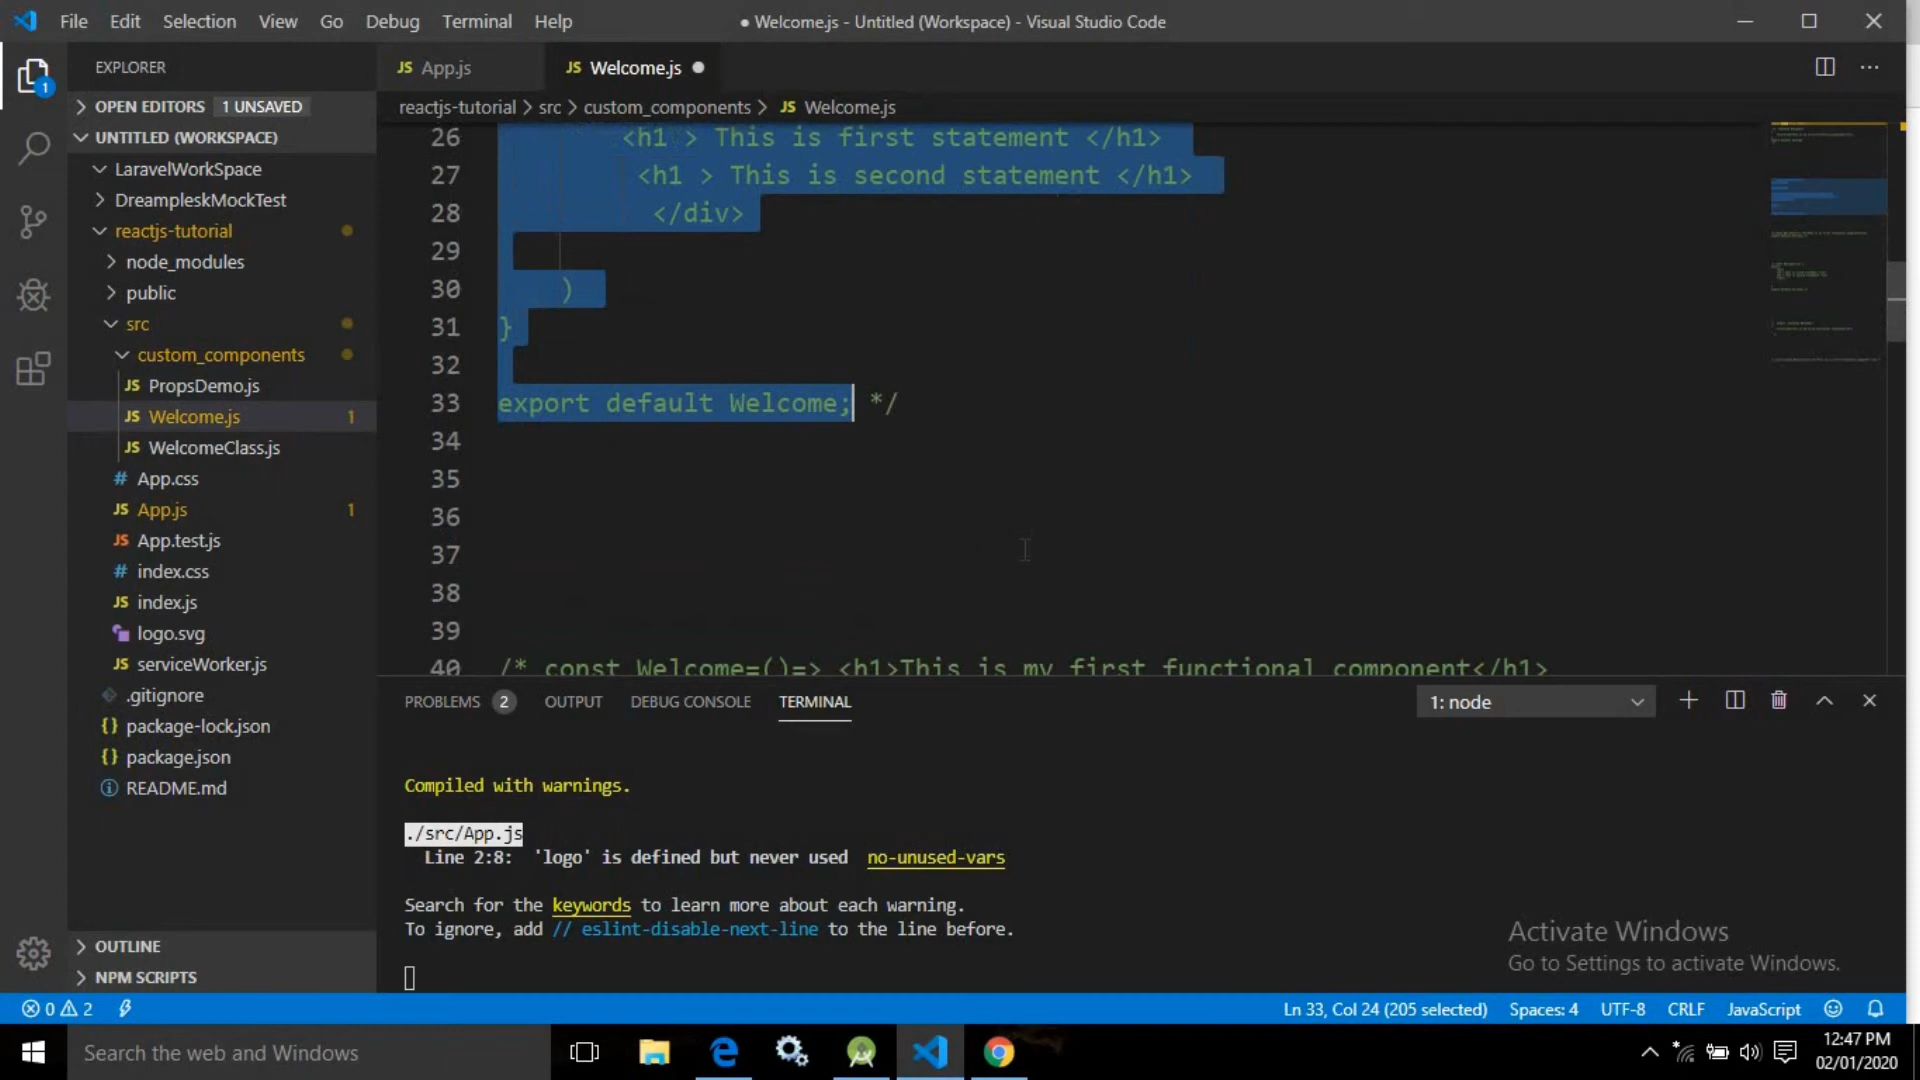 File Edit Selection View Go Debug Terminal Help
● Welcome.js - Untitled (Workspace) - Visual Studio Code
EXPLORER
JS App.js
JS Welcome.js
OPEN EDITORS 1 UNSAVED
reactjs-tutorial > src > custom_components > JS Welcome.js
1
UNTITLED (WORKSPACE)
LaravelWorkSpace
DreampleskMockTest
reactjs-tutorial
node_modules
public
src
custom_components
JS PropsDemo.js
JS Welcome.js 1
JS WelcomeClass.js
# App.css
JS App.js 1
JS App.test.js
# index.css
JS index.js
logo.svg
JS serviceWorker.js
.gitignore
{} package-lock.json
{} package.json
README.md
OUTLINE
NPM SCRIPTS
26 <h1 > This is first statement </h1>
27 <h1 > This is second statement </h1>
28 </div>
29
30 )
31 }
32
33 export default Welcome; */
34
35
36
37
38
39
40 /* const Welcome=()=> <h1>This is my first functional component</h1>
PROBLEMS 2 OUTPUT DEBUG CONSOLE TERMINAL
1: node
Compiled with warnings.
./src/App.js
Line 2:8: 'logo' is defined but never used no-unused-vars
Search for the keywords to learn more about each warning.
To ignore, add // eslint-disable-next-line to the line before.
Activate Windows
Go to Settings to activate Windows.
0 2
Ln 33, Col 24 (205 selected) Spaces: 4 UTF-8 CRLF JavaScript
Search the web and Windows
12:47 PM
02/01/2020